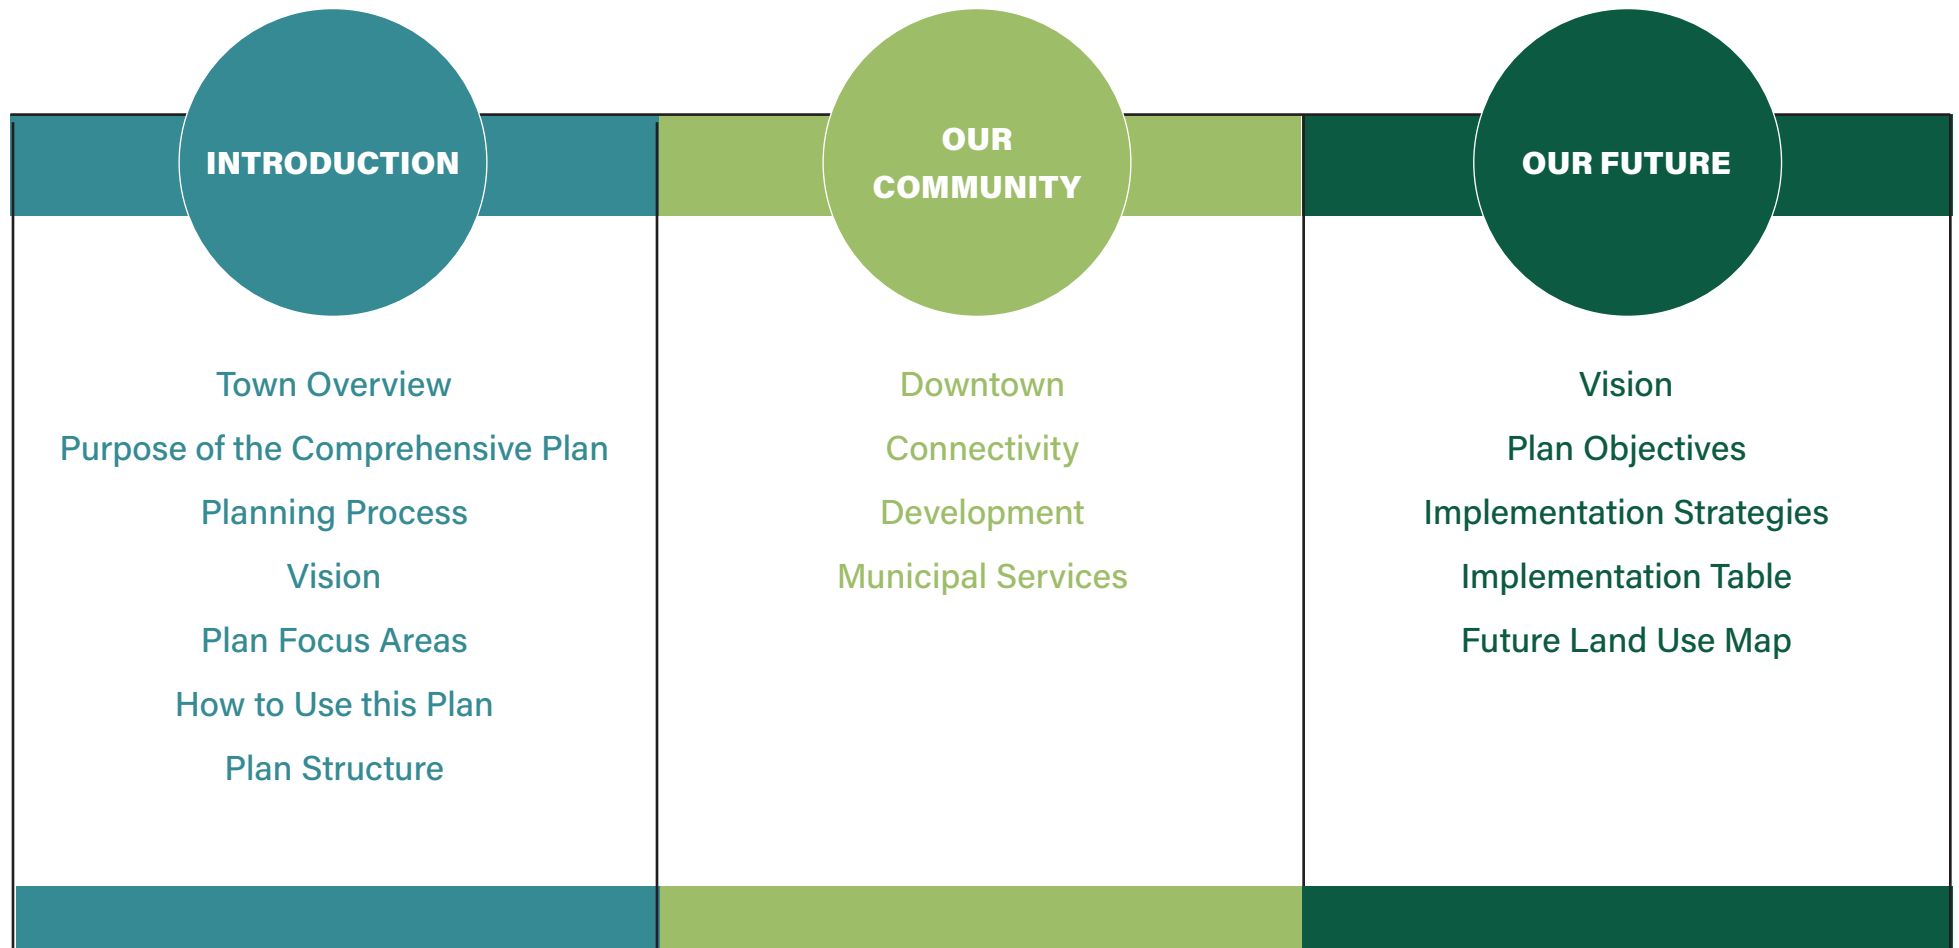 INTRODUCTION
Town Overview
Purpose of the Comprehensive Plan
Planning Process
Vision
Plan Focus Areas
How to Use this Plan
Plan Structure
OUR
COMMUNITY
Downtown
Connectivity
Development
Municipal Services
OUR FUTURE
Vision
Plan Objectives
Implementation Strategies
Implementation Table
Future Land Use Map